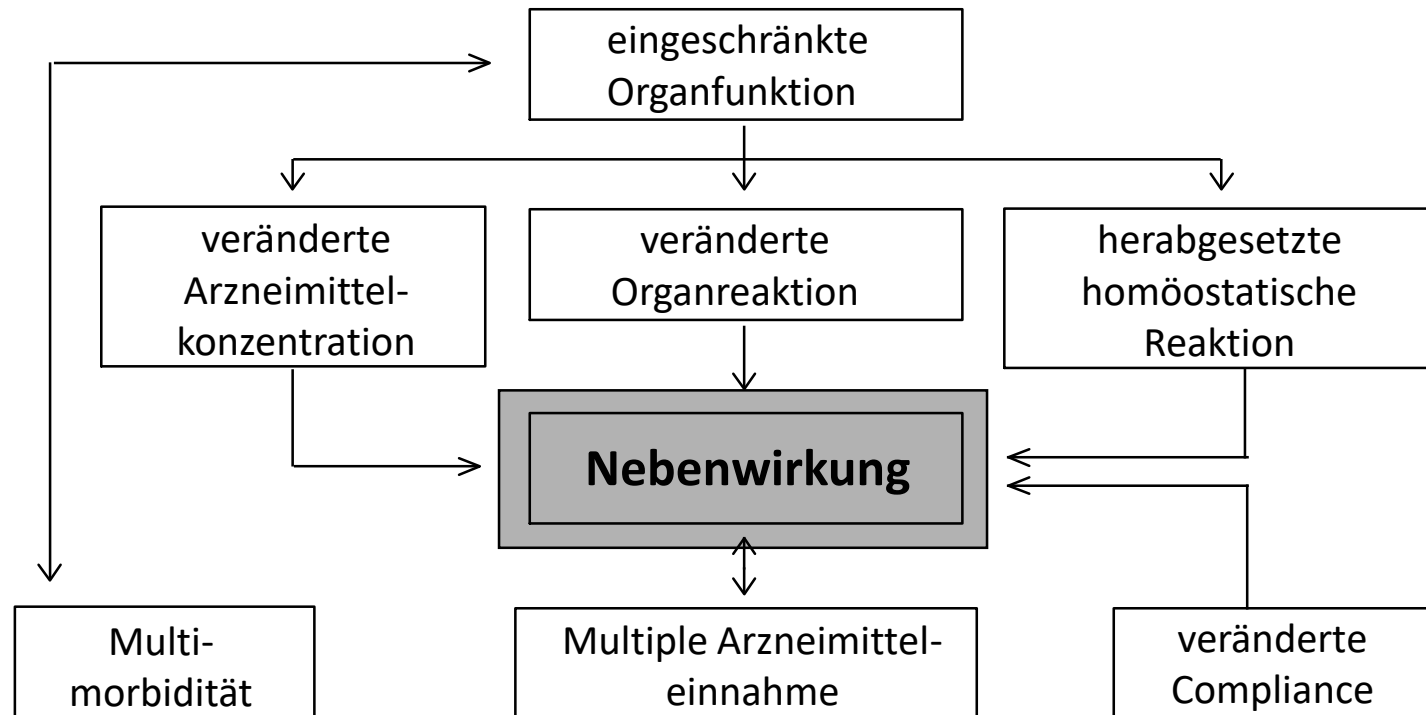 eingeschränkte
Organfunktion
veränderte
Arzneimittel-
konzentration
veränderte
Organreaktion
herabgesetzte
homöostatische
Reaktion
Nebenwirkung
Multi-
morbidität
Multiple Arzneimittel-
einnahme
veränderte
Compliance